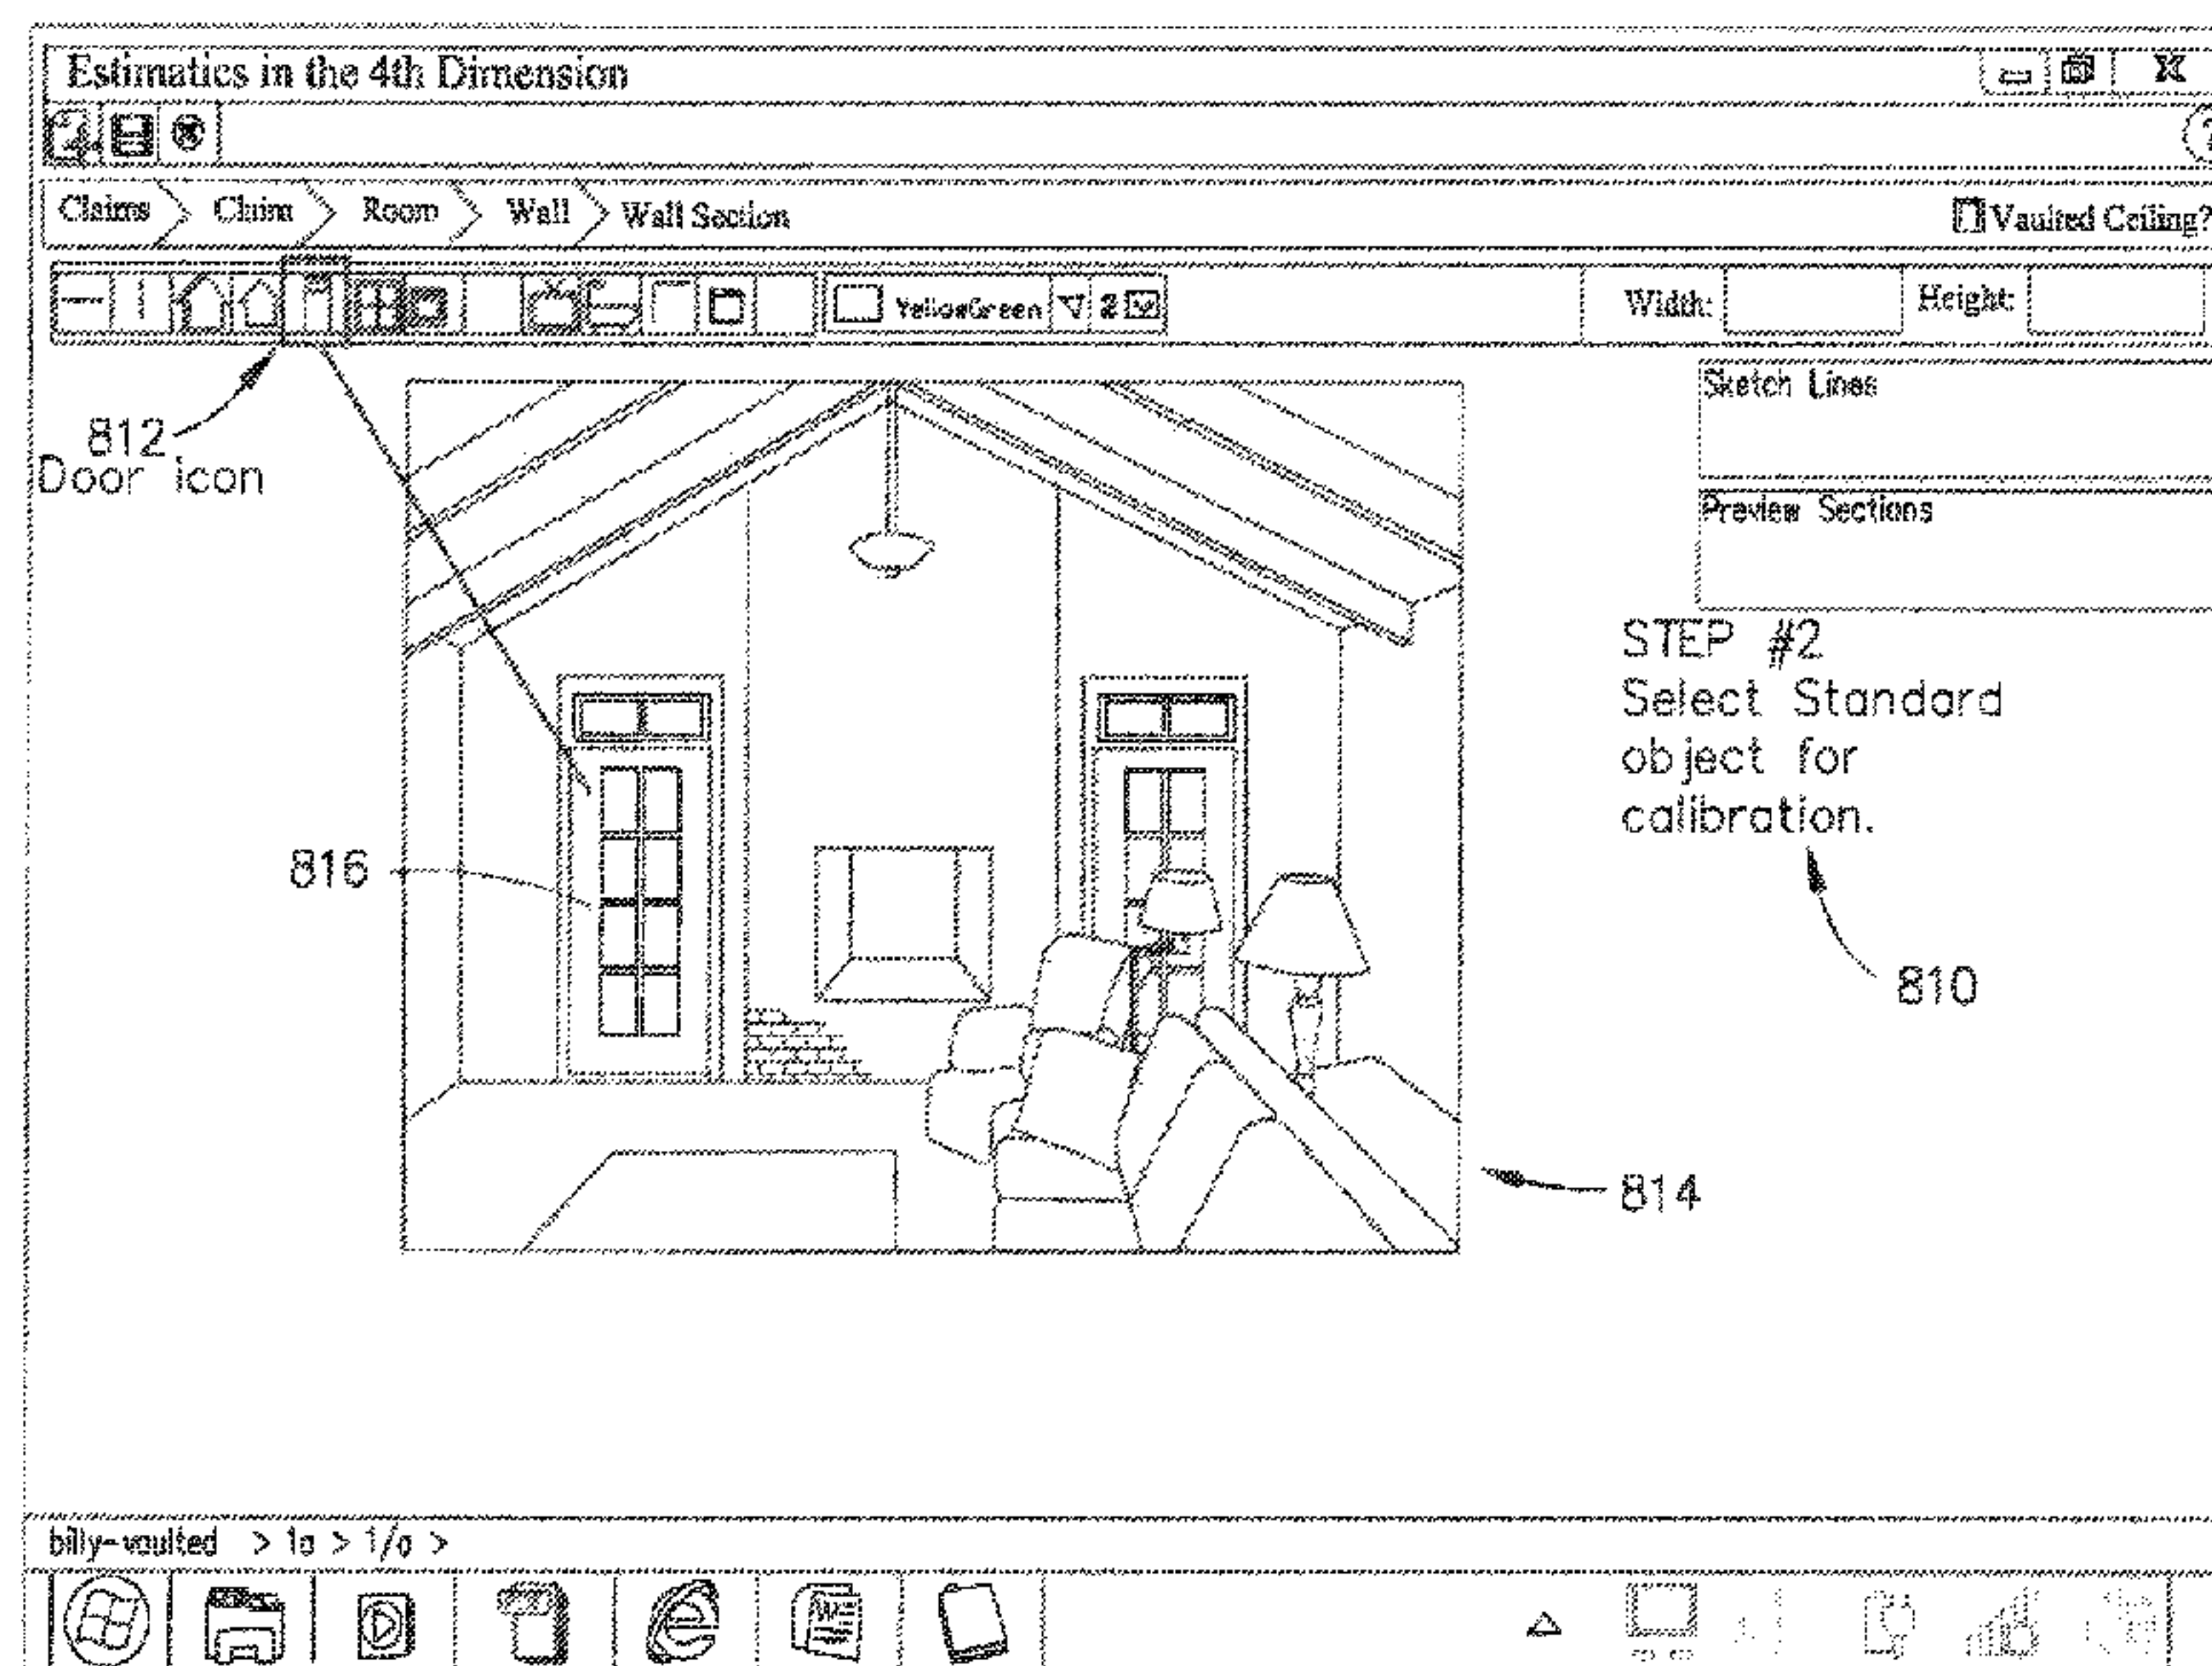 Estimatics in the 4th Dimension
Claims Claim Room Wall Wall Section Vaulted Ceiling?
YellowGreen 2 Width: Height:
Sketch Lines
812
Door icon
Preview Sections
STEP #2
Select Standard
object for
calibration.
816
810
814
billy-vaulted > 1a > 1/a >